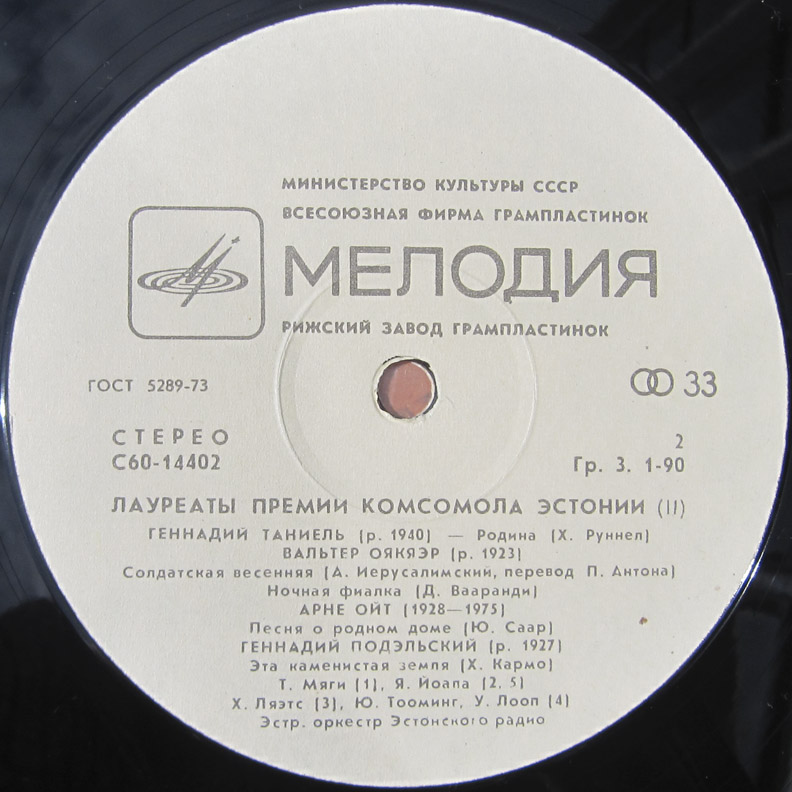 МИНИСТЕРСТВО КУЛЬТУРЫ СССР
ВСЕСОЮЗНАЯ ФИРМА ГРАМПЛАСТИНОК
МЕЛОДИЯ
РИЖСКИЙ ЗАВОД ГРАМПЛАСТИНОК
ГОСТ 5289-73
33
СТЕРЕО
2
С60-14402
Гр. 3. 1-90
ЛАУРЕАТЫ ПРЕМИИ КОМСОМОЛА ЭСТОНИИ (II)
ГЕННАДИЙ ТАНИЕЛЬ (р. 1940) — Родина (Х. Руннел)
ВАЛЬТЕР ОЯКЯЭР (р. 1923)
Солдатская весенняя (А. Иерусалимский, перевод П. Антона)
Ночная фиалка (Д. Вааранди)
АРНЕ ОЙТ (1928—1975)
Песня о родном доме (Ю. Саар)
ГЕННАДИЙ ПОДЭЛЬСКИЙ (р. 1927)
Эта каменистая земля (Х. Кармо)
Т. Мяги (1), Я. Йоала (2, 5)
Х. Ляэтс (3), Ю. Тооминг, У. Лооп (4)
Эстр. оркестр Эстонского радио